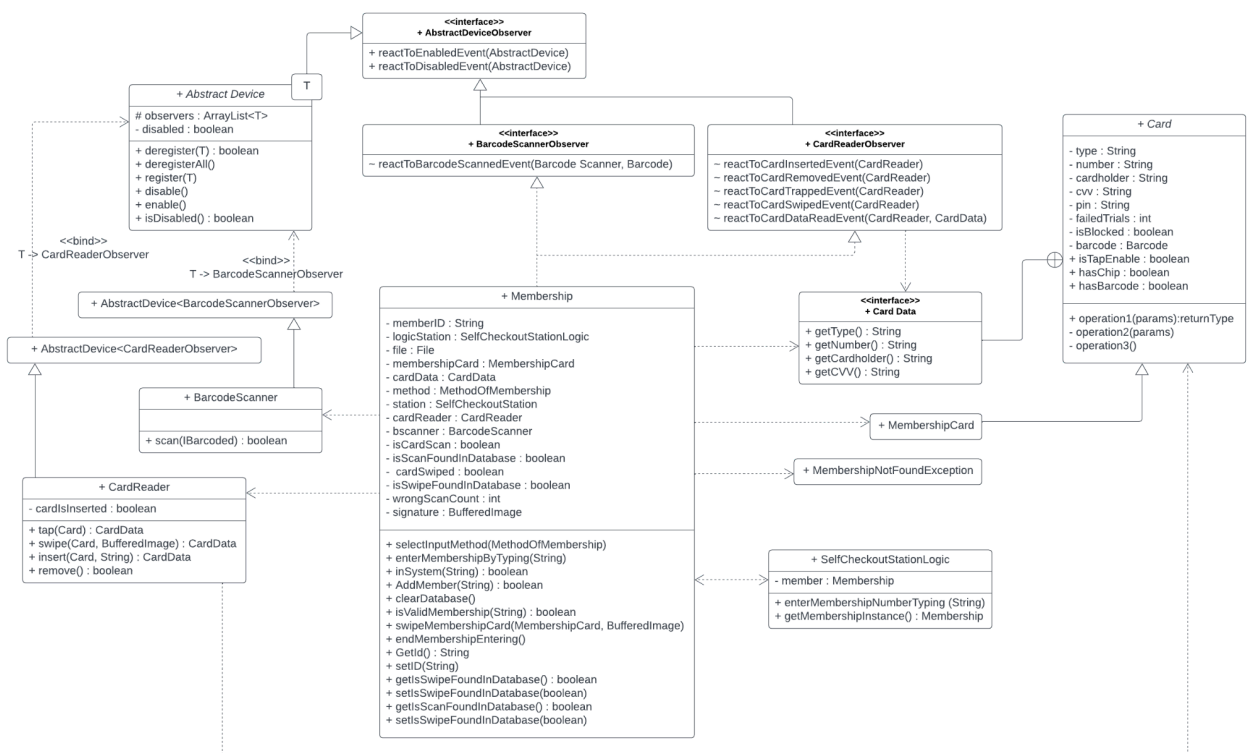 <<interface>>
+ AbstractDeviceObserver
+ reactToEnabledEvent(AbstractDevice)
+ reactToDisabledEvent(AbstractDevice)
T
+ Abstract Device
# observers : ArrayList<T>
- disabled : boolean
+ deregister(T) : boolean
+ deregisterAll()
+ register(T)
+ disable()
+ enable()
+ isDisabled() : boolean
<<interface>>
+ BarcodeScannerObserver
~ reactToBarcodeScannedEvent(Barcode Scanner, Barcode)
<<interface>>
+ CardReaderObserver
~ reactToCardInsertedEvent(CardReader)
~ reactToCardRemovedEvent(CardReader)
~ reactToCardTrappedEvent(CardReader)
~ reactToCardSwipedEvent(CardReader)
~ reactToCardDataReadEvent(CardReader, CardData)
+ Card
- type : String
- number : String
- cardholder : String
- cvv : String
- pin : String
- failedTrials : int
- isBlocked : boolean
- barcode : Barcode
+ isTapEnable : boolean
+ hasChip : boolean
+ hasBarcode : boolean
+ operation1(params):returnType
- operation2(params)
- operation3()
<<bind>>
T -> CardReaderObserver
<<bind>>
T -> BarcodeScannerObserver
+ AbstractDevice<BarcodeScannerObserver>
+ AbstractDevice<CardReaderObserver>
+ BarcodeScanner
+ scan(IBarcoded) : boolean
+ CardReader
- cardIsInserted : boolean
+ tap(Card) : CardData
+ swipe(Card, BufferedImage) : CardData
+ insert(Card, String) : CardData
+ remove() : boolean
+ Membership
- memberID : String
- logicStation : SelfCheckoutStationLogic
- file : File
- membershipCard : MembershipCard
- cardData : CardData
- method : MethodOfMembership
- station : SelfCheckoutStation
- cardReader : CardReader
- bscanner : BarcodeScanner
- isCardScan : boolean
- isScanFoundInDatabase : boolean
- cardSwiped : boolean
- isSwipeFoundInDatabase : boolean
- wrongScanCount : int
- signature : BufferedImage
+ selectInputMethod(MethodOfMembership)
+ enterMembershipByTyping(String)
+ inSystem(String) : boolean
+ AddMember(String) : boolean
+ clearDatabase()
+ isValidMembership(String) : boolean
+ swipeMembershipCard(MembershipCard, BufferedImage)
+ endMembershipEntering()
+ GetId() : String
+ setID(String)
+ getIsSwipeFoundInDatabase() : boolean
+ setIsSwipeFoundInDatabase(boolean)
+ getIsScanFoundInDatabase() : boolean
+ setIsSwipeFoundInDatabase(boolean)
<<interface>>
+ Card Data
+ getType() : String
+ getNumber() : String
+ getCardholder() : String
+ getCVV() : String
+ MembershipCard
+ MembershipNotFoundException
+ SelfCheckoutStationLogic
- member : Membership
+ enterMembershipNumberTyping (String)
+ getMembershipInstance() : Membership